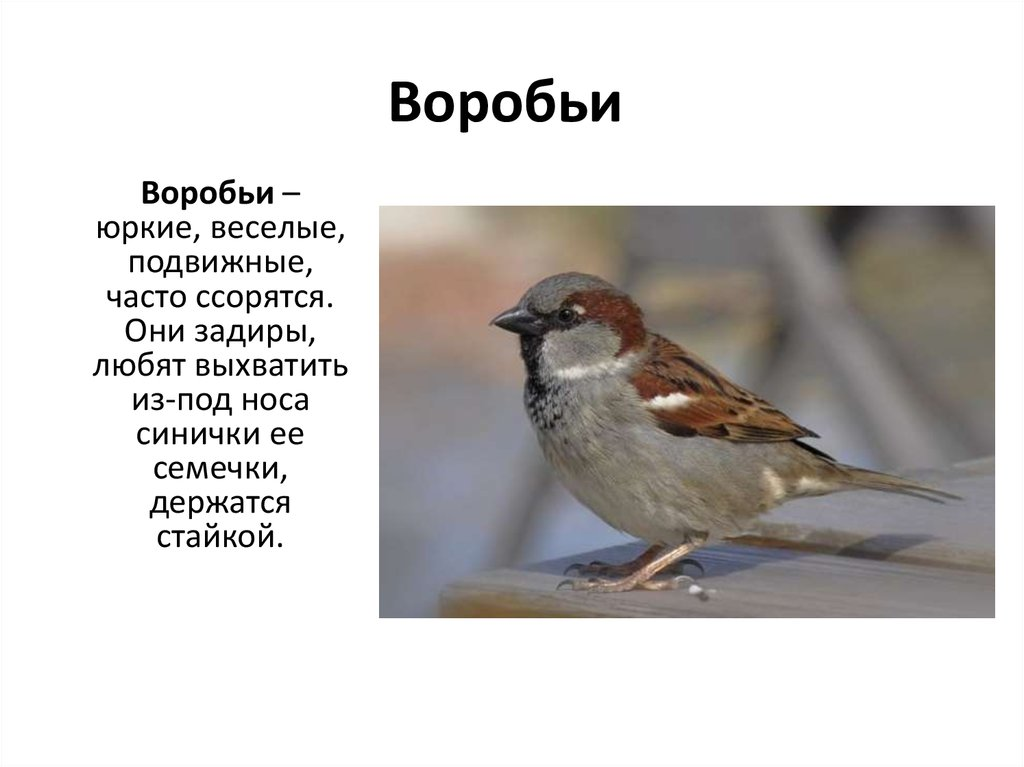 Воробьи
Воробьи –
юркие, веселые,
подвижные,
часто ссорятся.
Они задиры,
любят выхватить
из-под носа
синички ее
семечки,
держатся
стайкой.